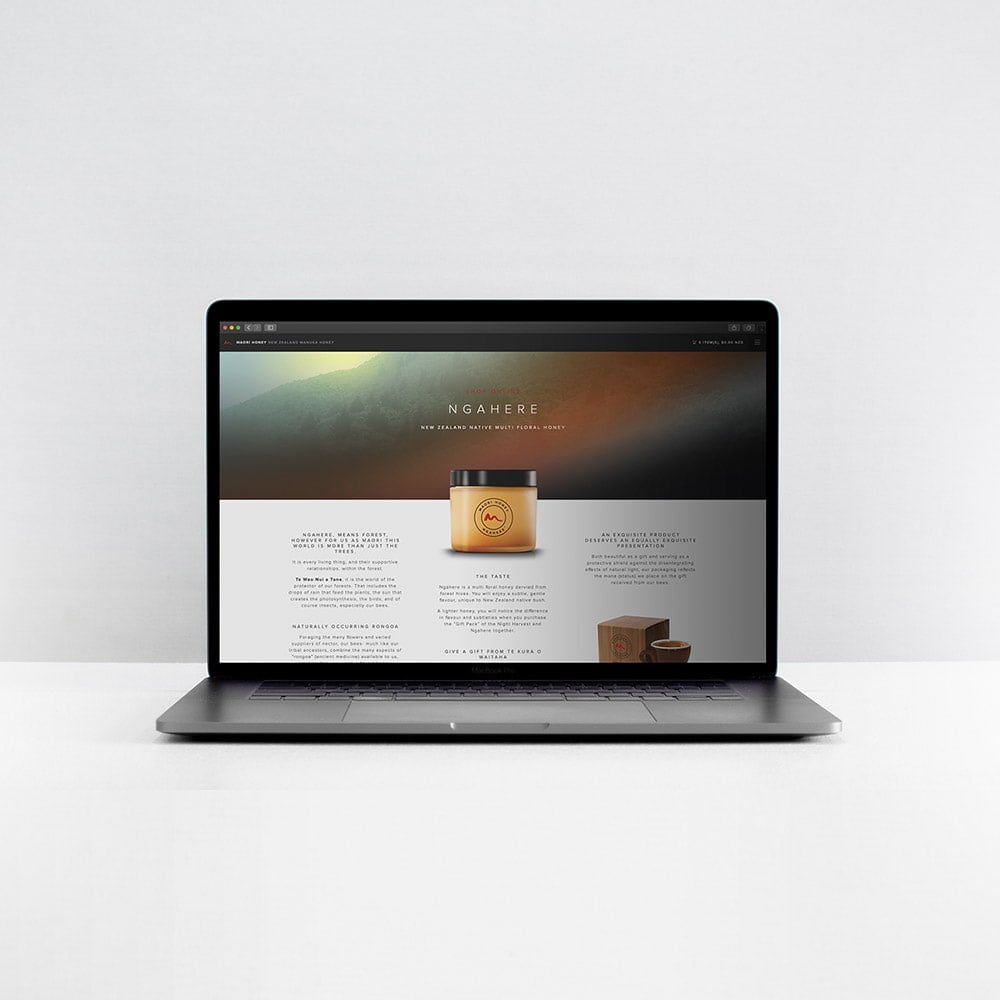 MAORI HONEY NEW ZEALAND MANUKA HONEY
0 ITEM(S), $0.00 NZD
SHOP ONLINE
NGAHERE
NEW ZEALAND NATIVE MULTI FLORAL HONEY
MAORI HONEY
NGAHERE
NGAHERE, MEANS FOREST,
HOWEVER FOR US AS MAORI THIS
WORLD IS MORE THAN JUST THE
TREES
It is every living thing, and their supportive
relationships, within the forest.
Te Wao Nui a Tane, it is the world of the
protector of our forests. That includes the
drops of rain that feed the plants, the sun that
creates the photosynthesis, the birds, and of
course insects, especially our bees.
NATURALLY OCCURRING RONGOA
Foraging the many flowers and varied
suppliers of nectar, our bees- much like our
tribal ancestors, combine the many aspects of
"rongoa" (ancient medicine) available to us,
THE TASTE
Ngahere is a multi floral honey dervied from
forest hives. You will enjoy a subtle, gentle
flavour, unique to New Zealand native bush.
A lighter honey, you will notice the difference
in flavour and subtleties when you purchase
the "Gift Pack" of the Night Harvest and
Ngahere together.
GIVE A GIFT FROM TE KURA O
WAITAHA
AN EXQUISITE PRODUCT
DESERVES AN EQUALLY EXQUISITE
PRESENTATION
Both beautiful as a gift and serving as a
protective shield against the disintegrating
effects of natural light, our packaging reflects
the mana (status) we place on the gift
received from our bees.
MacBook Pro